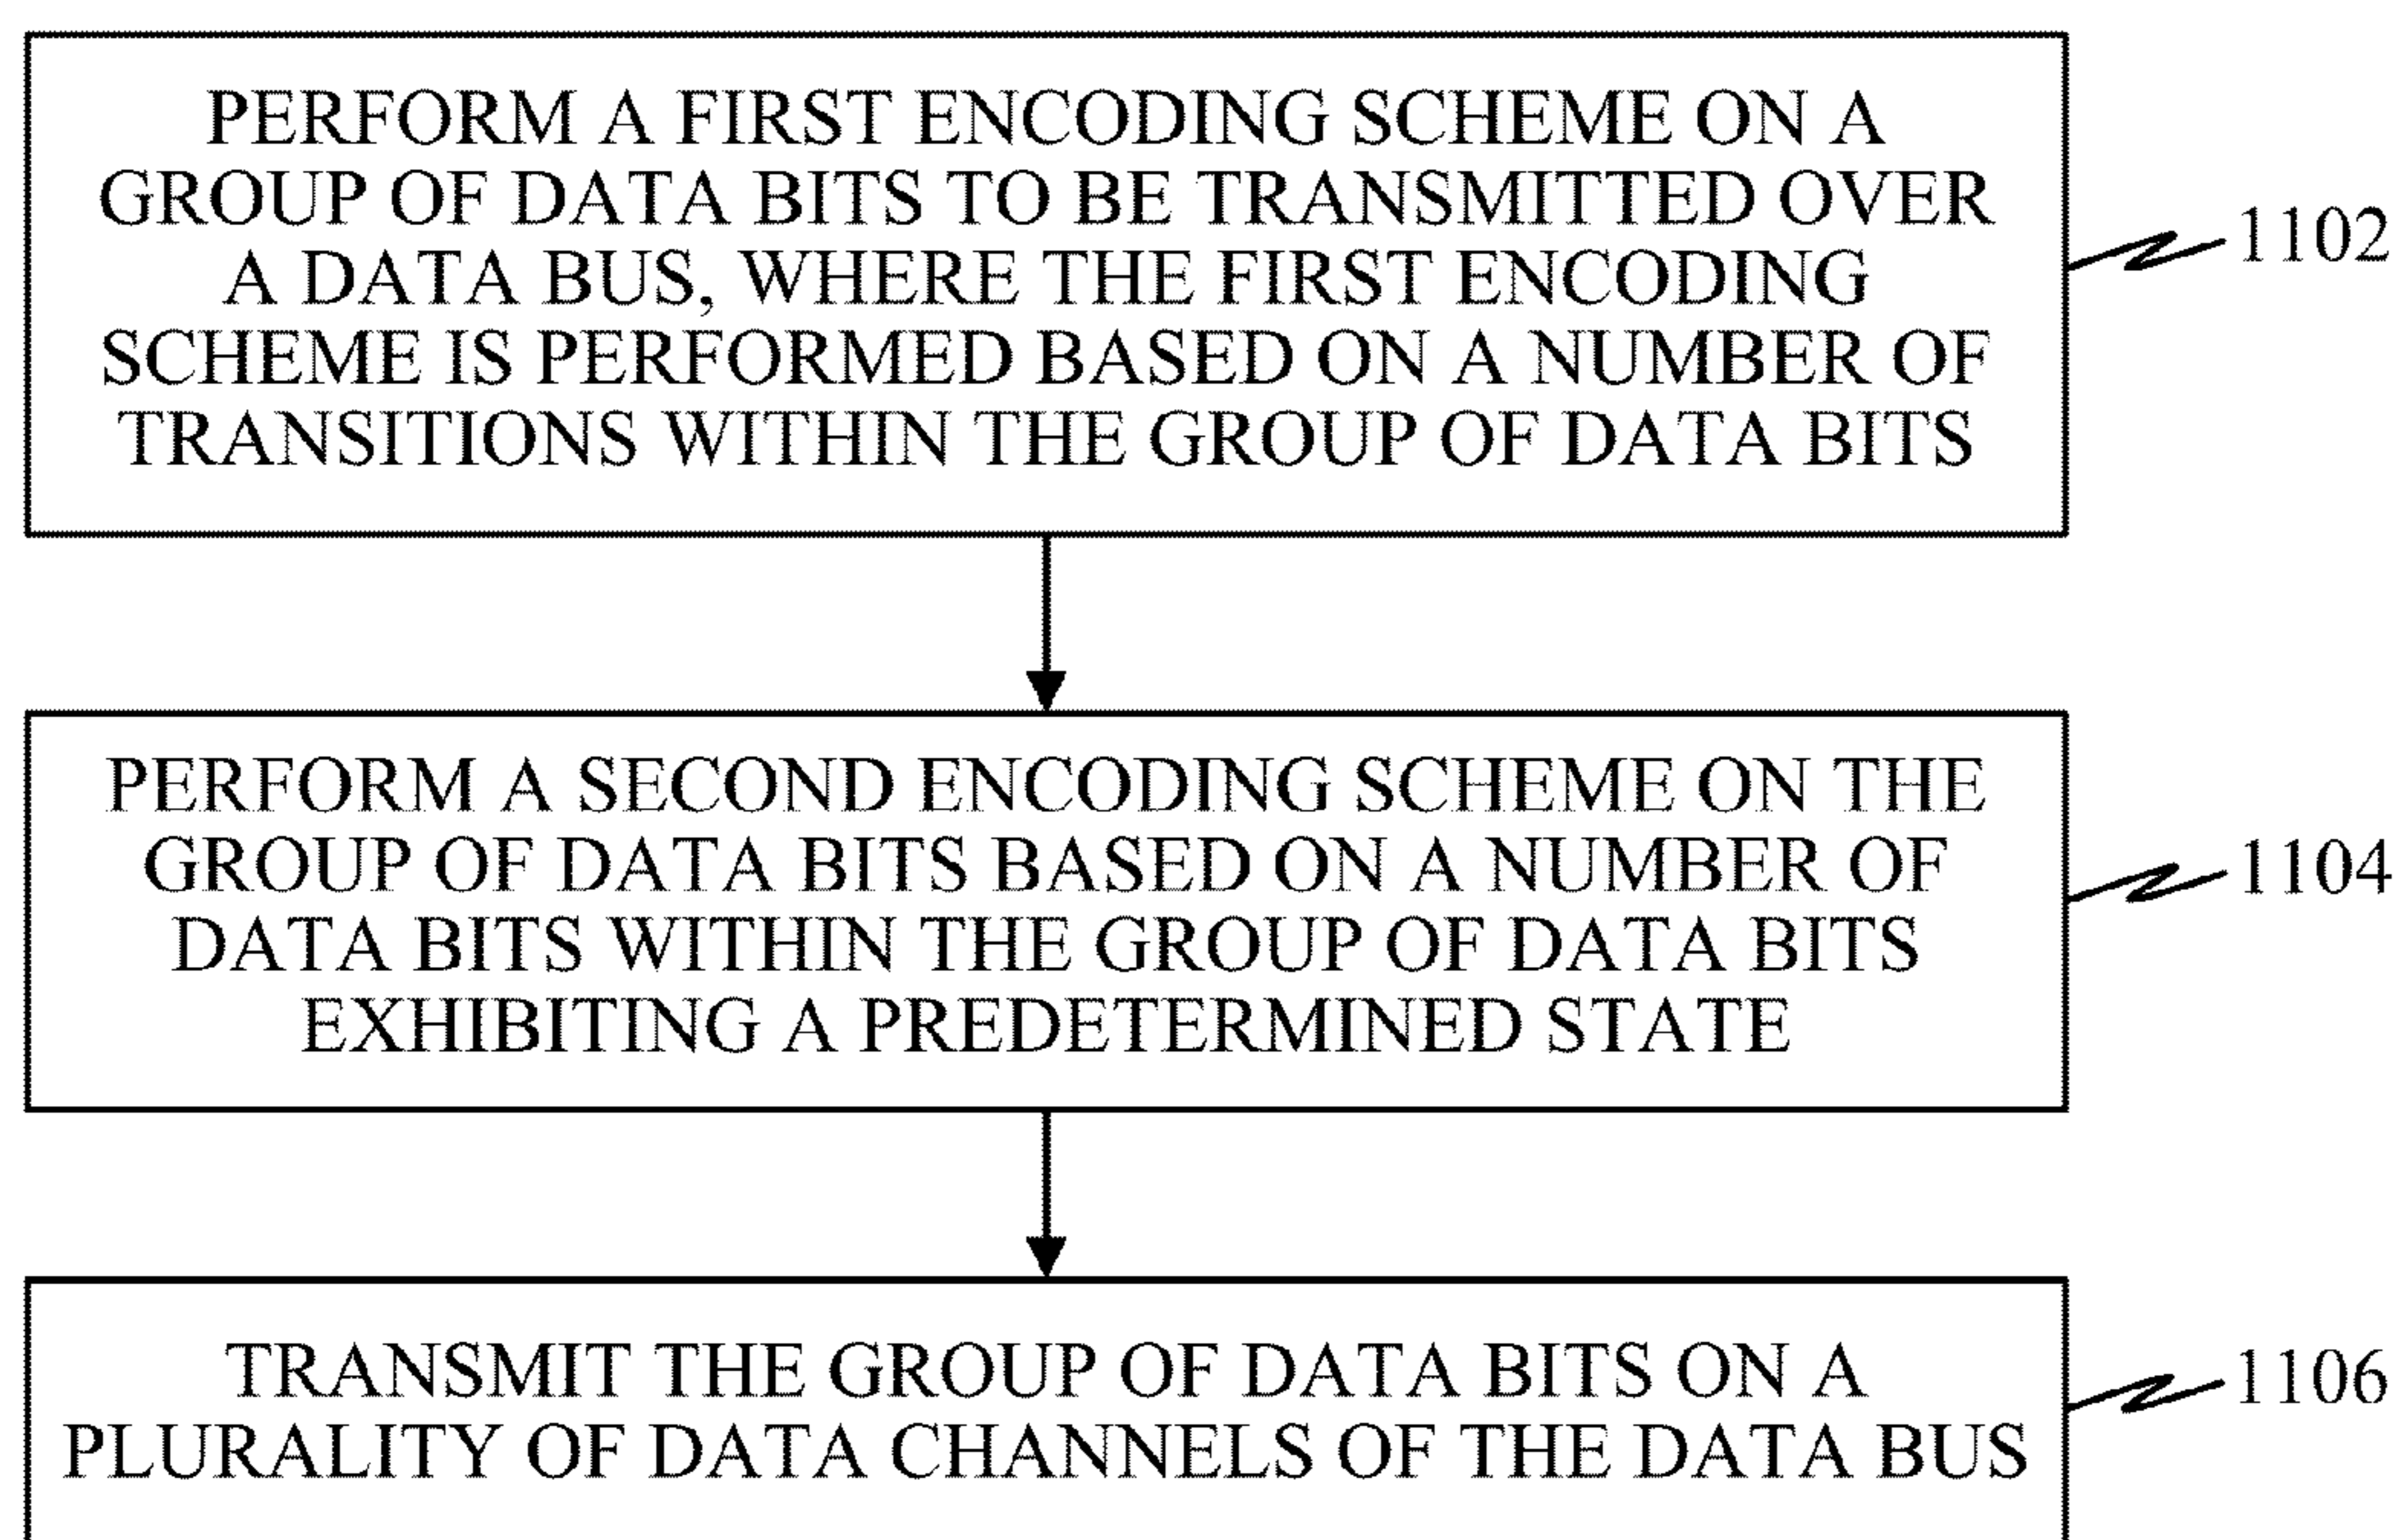 PERFORM A FIRST ENCODING SCHEME ON A
GROUP OF DATA BITS TO BE TRANSMITTED OVER
A DATA BUS, WHERE THE FIRST ENCODING
SCHEME IS PERFORMED BASED ON A NUMBER OF
TRANSITIONS WITHIN THE GROUP OF DATA BITS
1102
PERFORM A SECOND ENCODING SCHEME ON THE
GROUP OF DATA BITS BASED ON A NUMBER OF
DATA BITS WITHIN THE GROUP OF DATA BITS
EXHIBITING A PREDETERMINED STATE
1104
TRANSMIT THE GROUP OF DATA BITS ON A
PLURALITY OF DATA CHANNELS OF THE DATA BUS
1106